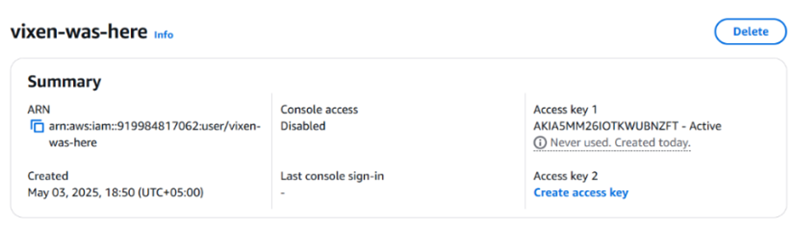 vixen-was-here Info
Delete
Summary
ARN
arn:aws:iam::919984817062:user/vixen-
was-here
Created
May 03, 2025, 18:50 (UTC+05:00)
Console access
Disabled
Last console sign-in
-
Access key 1
AKIA5MM26IOTKWUBNZFT - Active
Never used. Created today.
Access key 2
Create access key